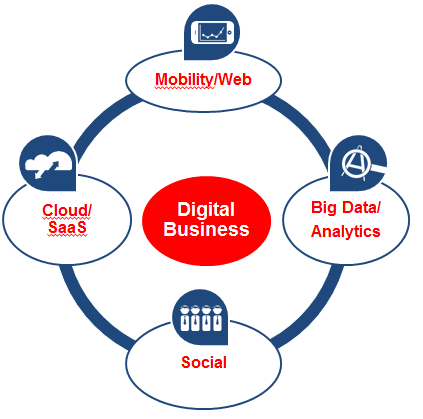 Mobility/Web
Cloud/
SaaS
Digital
Business
Big Data/
Analytics
Social